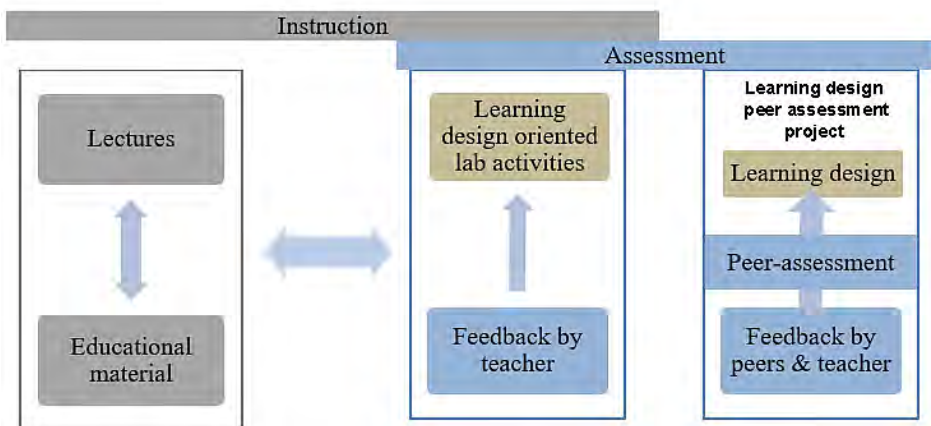 Instruction
Assessment
Lectures
Educational
material
Learning
design oriented
lab activities
Feedback by
teacher
Learning design
peer assessment
project
Learning design
Peer-assessment
Feedback by
peers & teacher